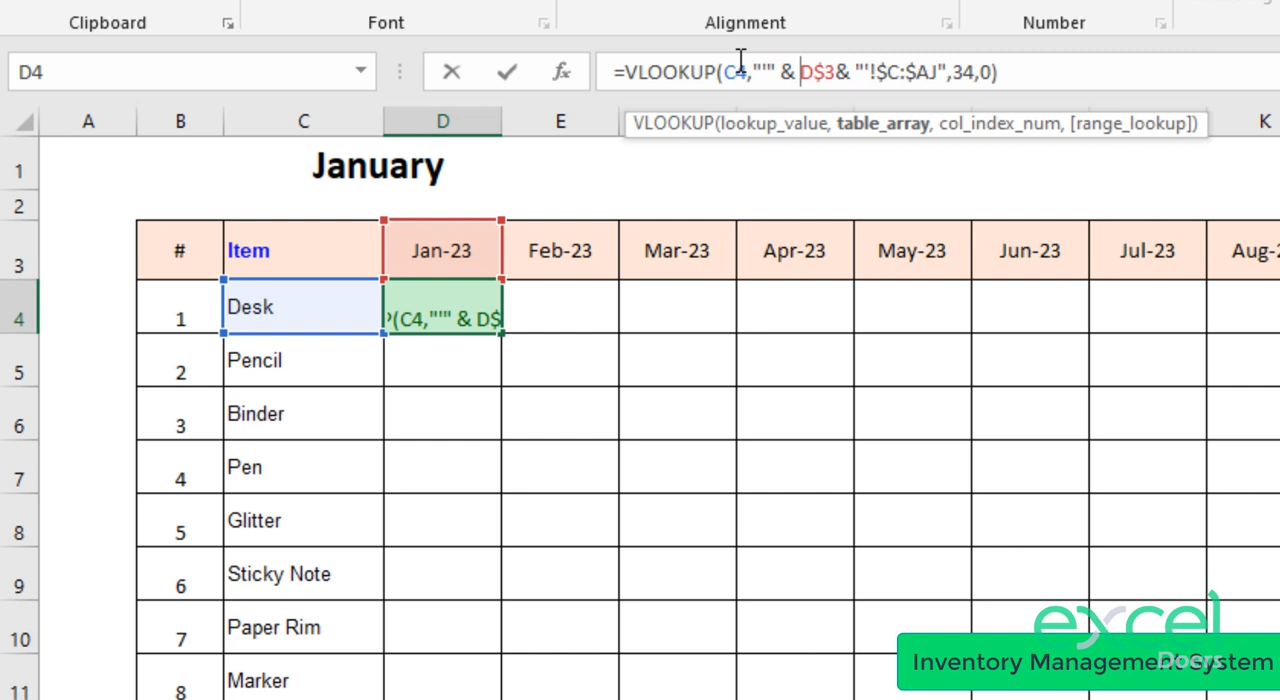 Clipboard Font Alignment Number
D4 =VLOOKUP(C4,"'" & D$3& "'!$C:$AJ",34,0)
A B C D E VLOOKUP(lookup_value, table_array, col_index_num, [range_lookup]) K
1 January
2
3 # Item Jan-23 Feb-23 Mar-23 Apr-23 May-23 Jun-23 Jul-23
4 1 Desk (C4,"'" & D$
5 2 Pencil
6 3 Binder
7 4 Pen
8 5 Glitter
9 6 Sticky Note
10 7 Paper Rim
11 8 Marker
excel
Doers
Inventory Management System